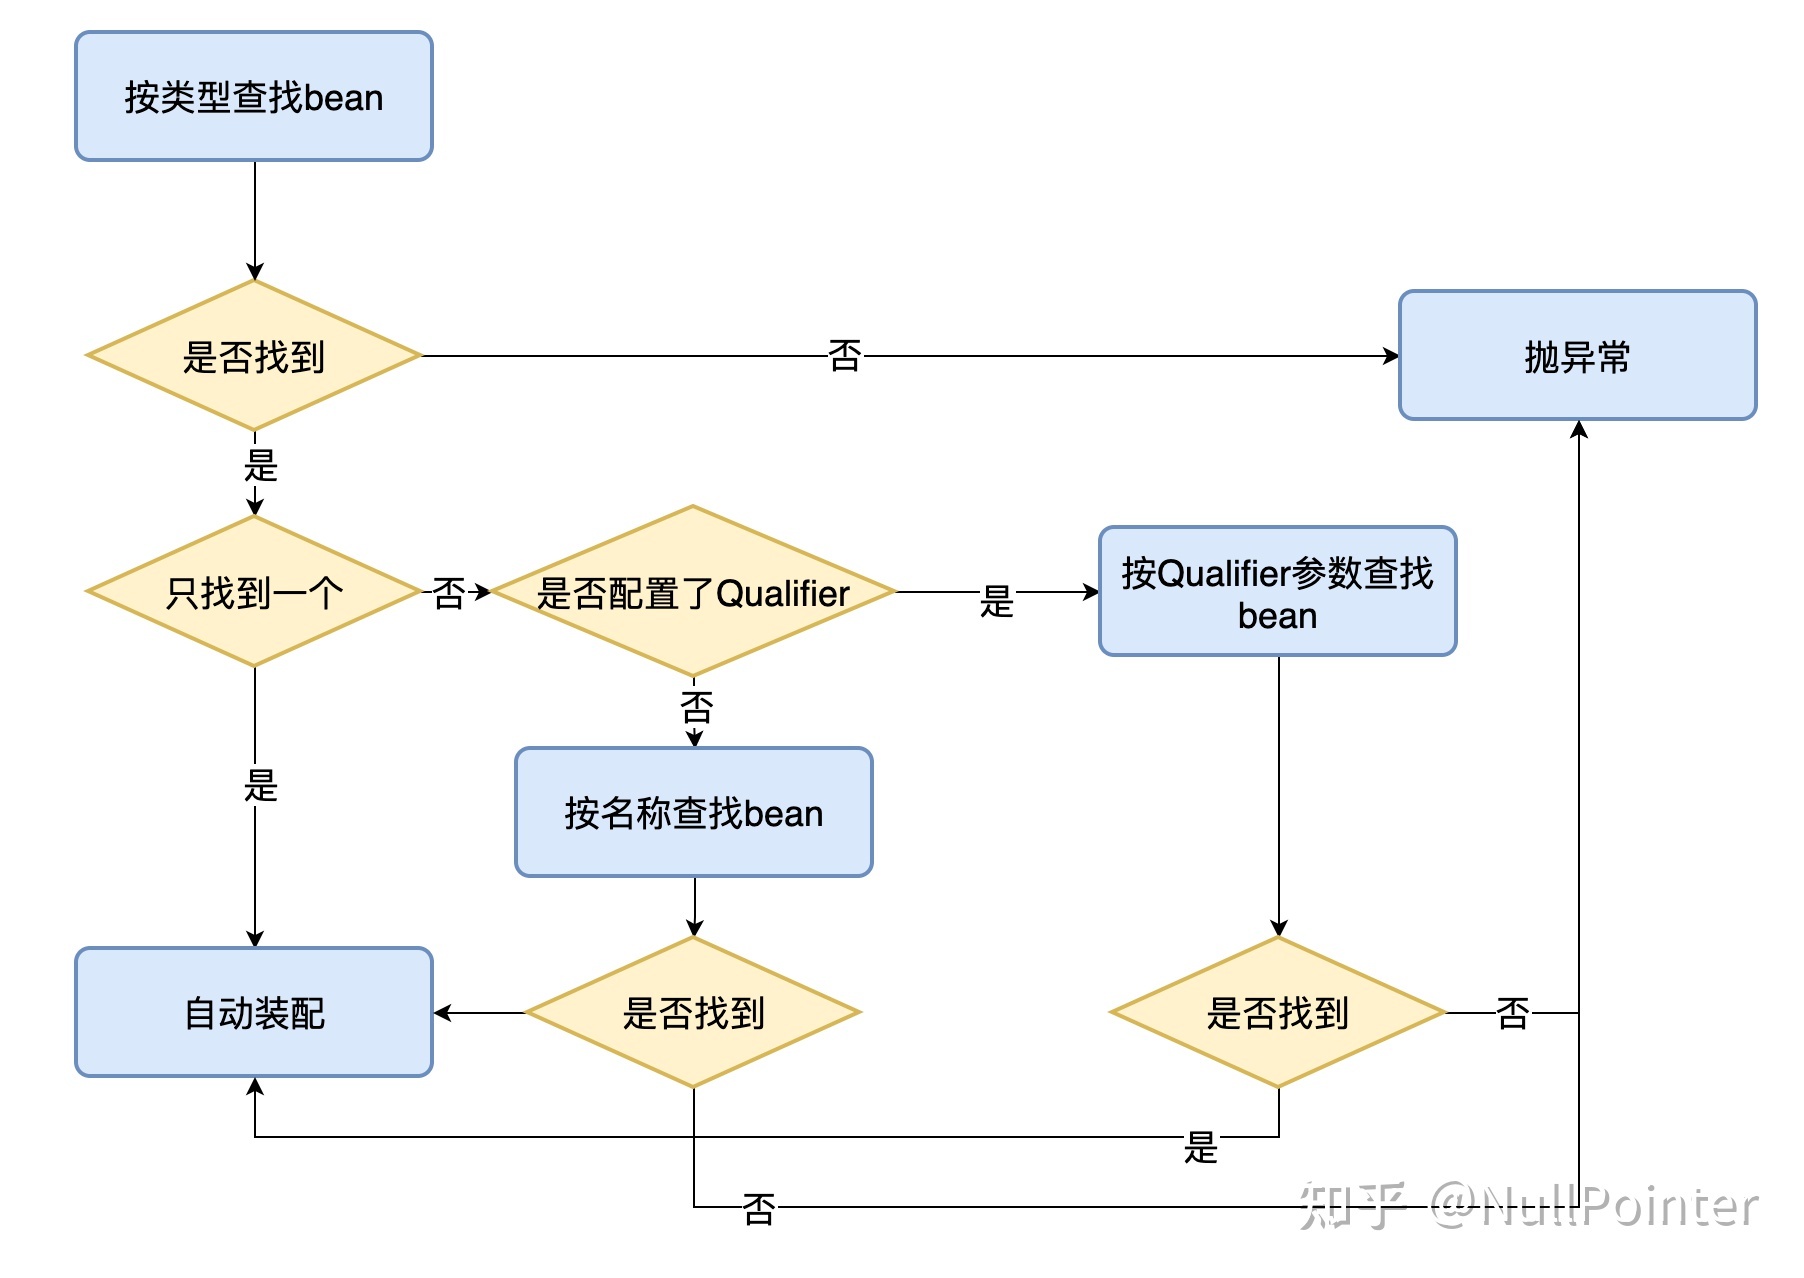 按类型查找bean
是否找到
否
抛异常
是
只找到一个
否
是否配置了Qualifier
是
按Qualifier参数查找
bean
否
是
按名称查找bean
自动装配
是否找到
是否找到
否
是
否
知乎 @NullPointer